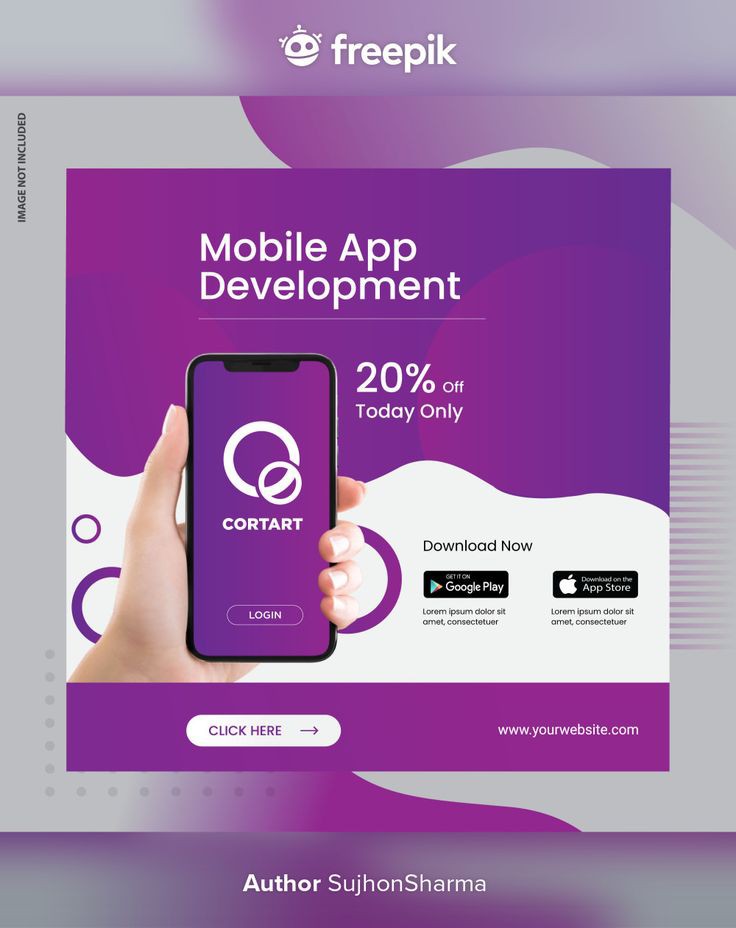 freepik
IMAGE NOT INCLUDED
Mobile App
Development
20% Off
Today Only
CORTART
LOGIN
Download Now
GET IT ON
Google Play
Download on the
App Store
Lorem ipsum dolor sit
amet, consectetuer
Lorem ipsum dolor sit
amet, consectetuer
CLICK HERE
www.yourwebsite.com
Author SujhonSharma